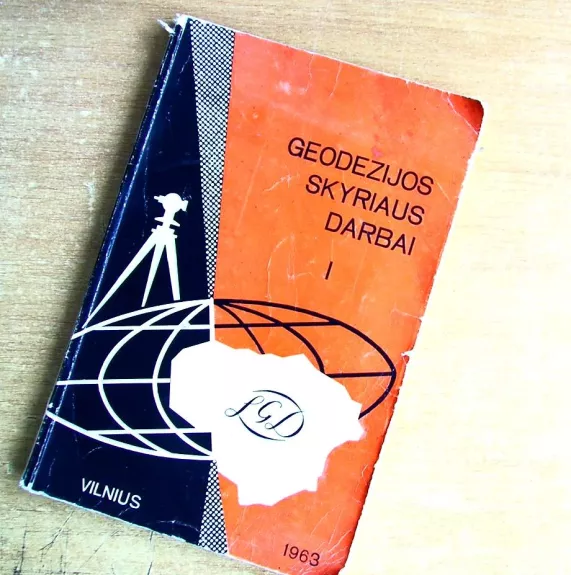 GEODEZIJOS
SKYRIAUS
DARBAI
I
LGD
VILNIUS
1963